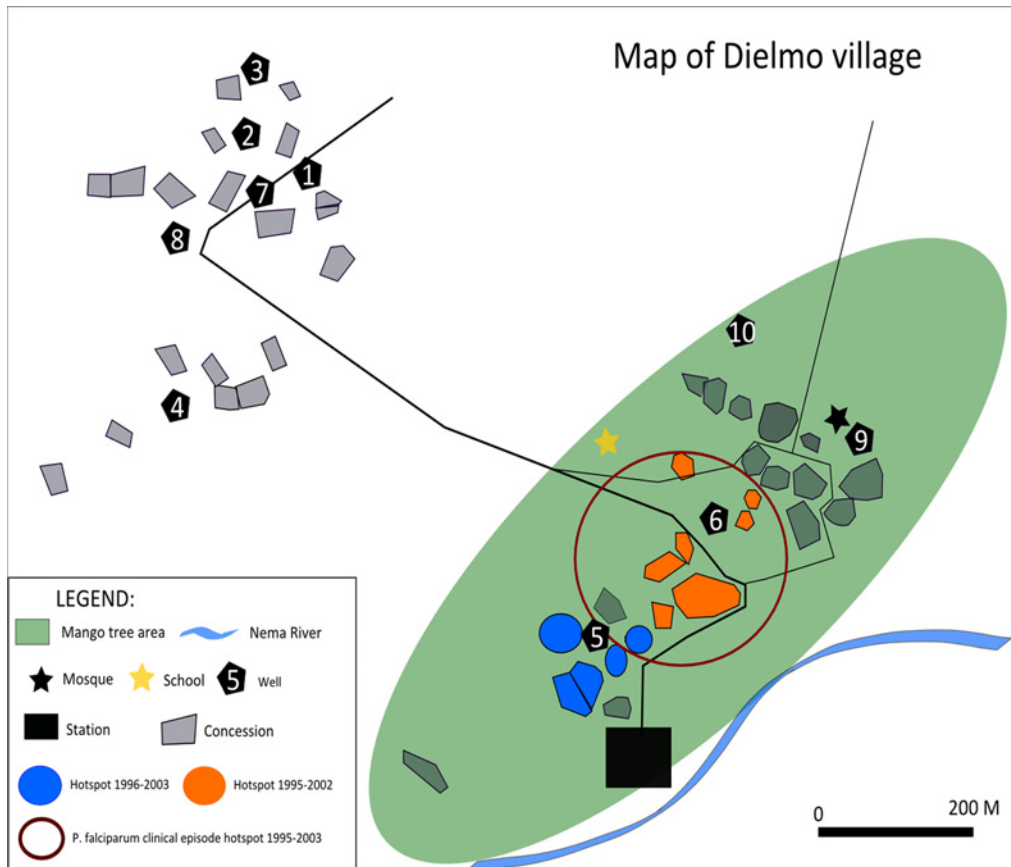 Map of Dielmo village
3
2
1
7
8
4
10
9
6
5
LEGEND:
Mango tree area
Nema River
Mosque
School
5
Well
Station
Concession
Hotspot 1996-2003
Hotspot 1995-2002
P. falciparum clinical episode hotspot 1995-2003
0
200 M